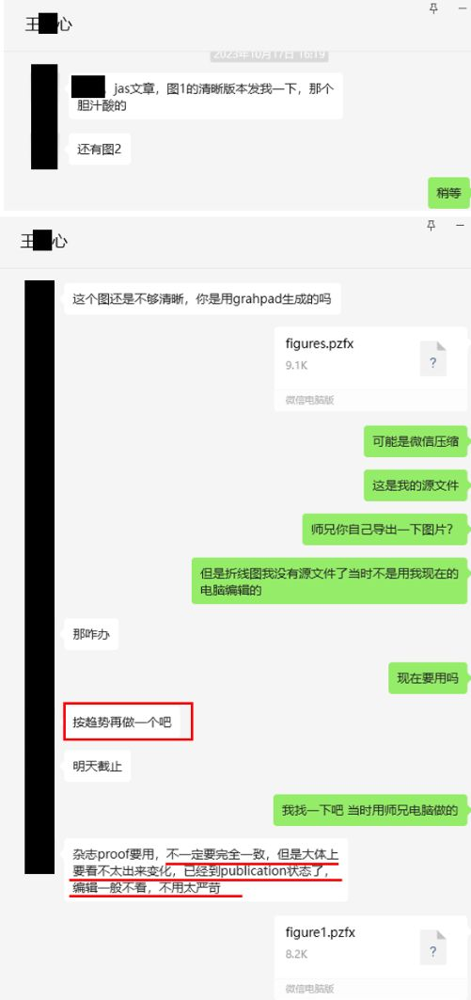 王 心
2023年10月17日 16:19
，jas文章，图1的清晰版本发我一下，那个
胆汁酸的
还有图2
稍等
王 心
这个图还是不够清晰，你是用grahpad生成的吗
figures.pzfx
9.1K
?
微信电脑版
可能是微信压缩
这是我的源文件
师兄你自己导出一下图片？
但是折线图我没有源文件了当时不是用我现在的
电脑编辑的
那咋办
现在要用吗
按趋势再做一个吧
明天截止
我找一下吧 当时用师兄电脑做的
杂志proof要用，不一定要完全一致，但是大体上
要看不太出来变化，已经到publication状态了，
编辑一般不看，不用太严苛
figure1.pzfx
8.2K
?
微信电脑版